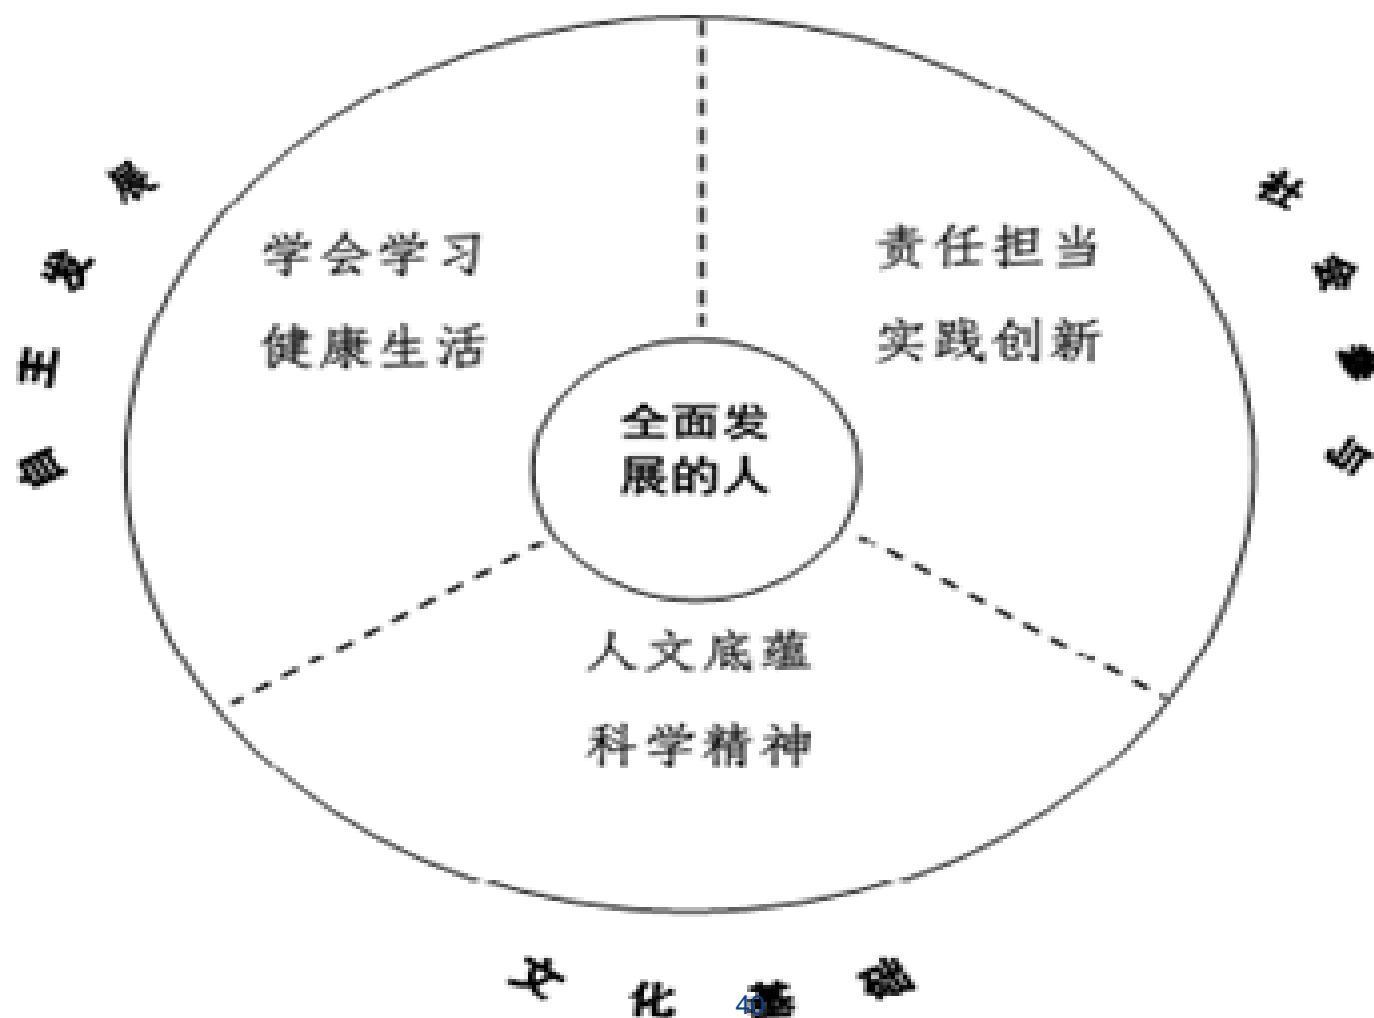 学会学习
健康生活
责任担当
实践创新
全面发
展的人
人文底蕴
科学精神
自主发展
社会参与
文化基础
40